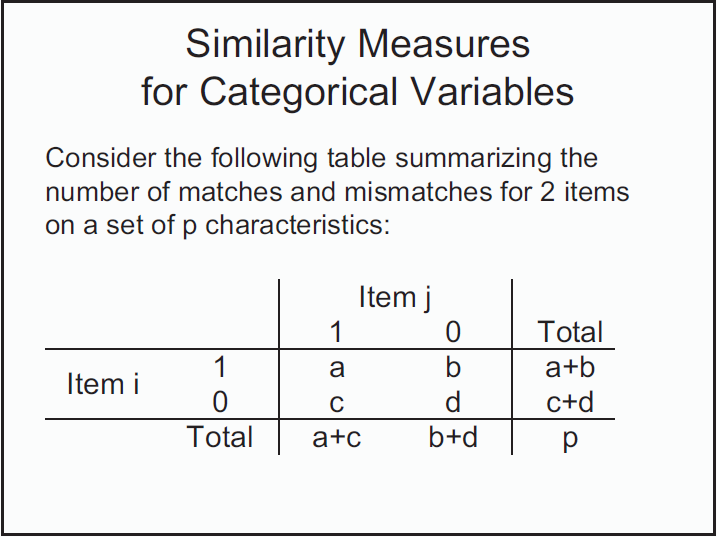 Similarity Measures
for Categorical Variables
Consider the following table summarizing the
number of matches and mismatches for 2 items
on a set of p characteristics:
Item j
1 0 Total
Item i
1 a b a+b
0 c d c+d
Total a+c b+d p